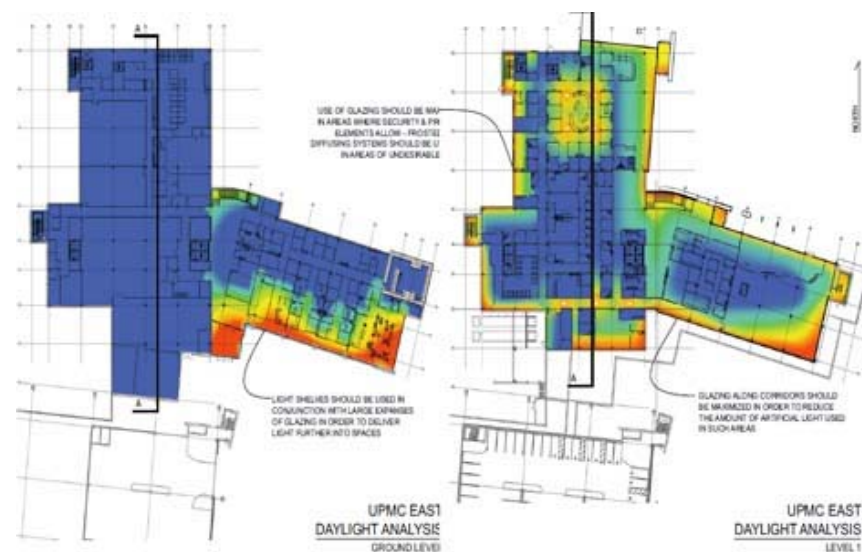 A
LIGHT SHELVES SHOULD BE USED IN
CONJUNCTION WITH LARGE EXPANSES
OF GLAZING IN ORDER TO DELIVER
LIGHT FURTHER INTO SPACES
A
UPMC EAST
DAYLIGHT ANALYSIS
GROUND LEVEL
USE OF GLAZING SHOULD BE
IN AREAS WHERE SECURITY &
ELEMENTS ALLOW -
DIFFUSING SYSTEMS SHOULD BE
IN AREAS OF UNDESIRABLE
NORTH
A
GLAZING ALONG CORRIDORS SHOULD
BE MAXIMIZED IN ORDER TO REDUCE
THE AMOUNT OF ARTIFICIAL LIGHT USED
IN SUCH AREAS
UPMC EAST
DAYLIGHT ANALYSIS
LEVEL 1